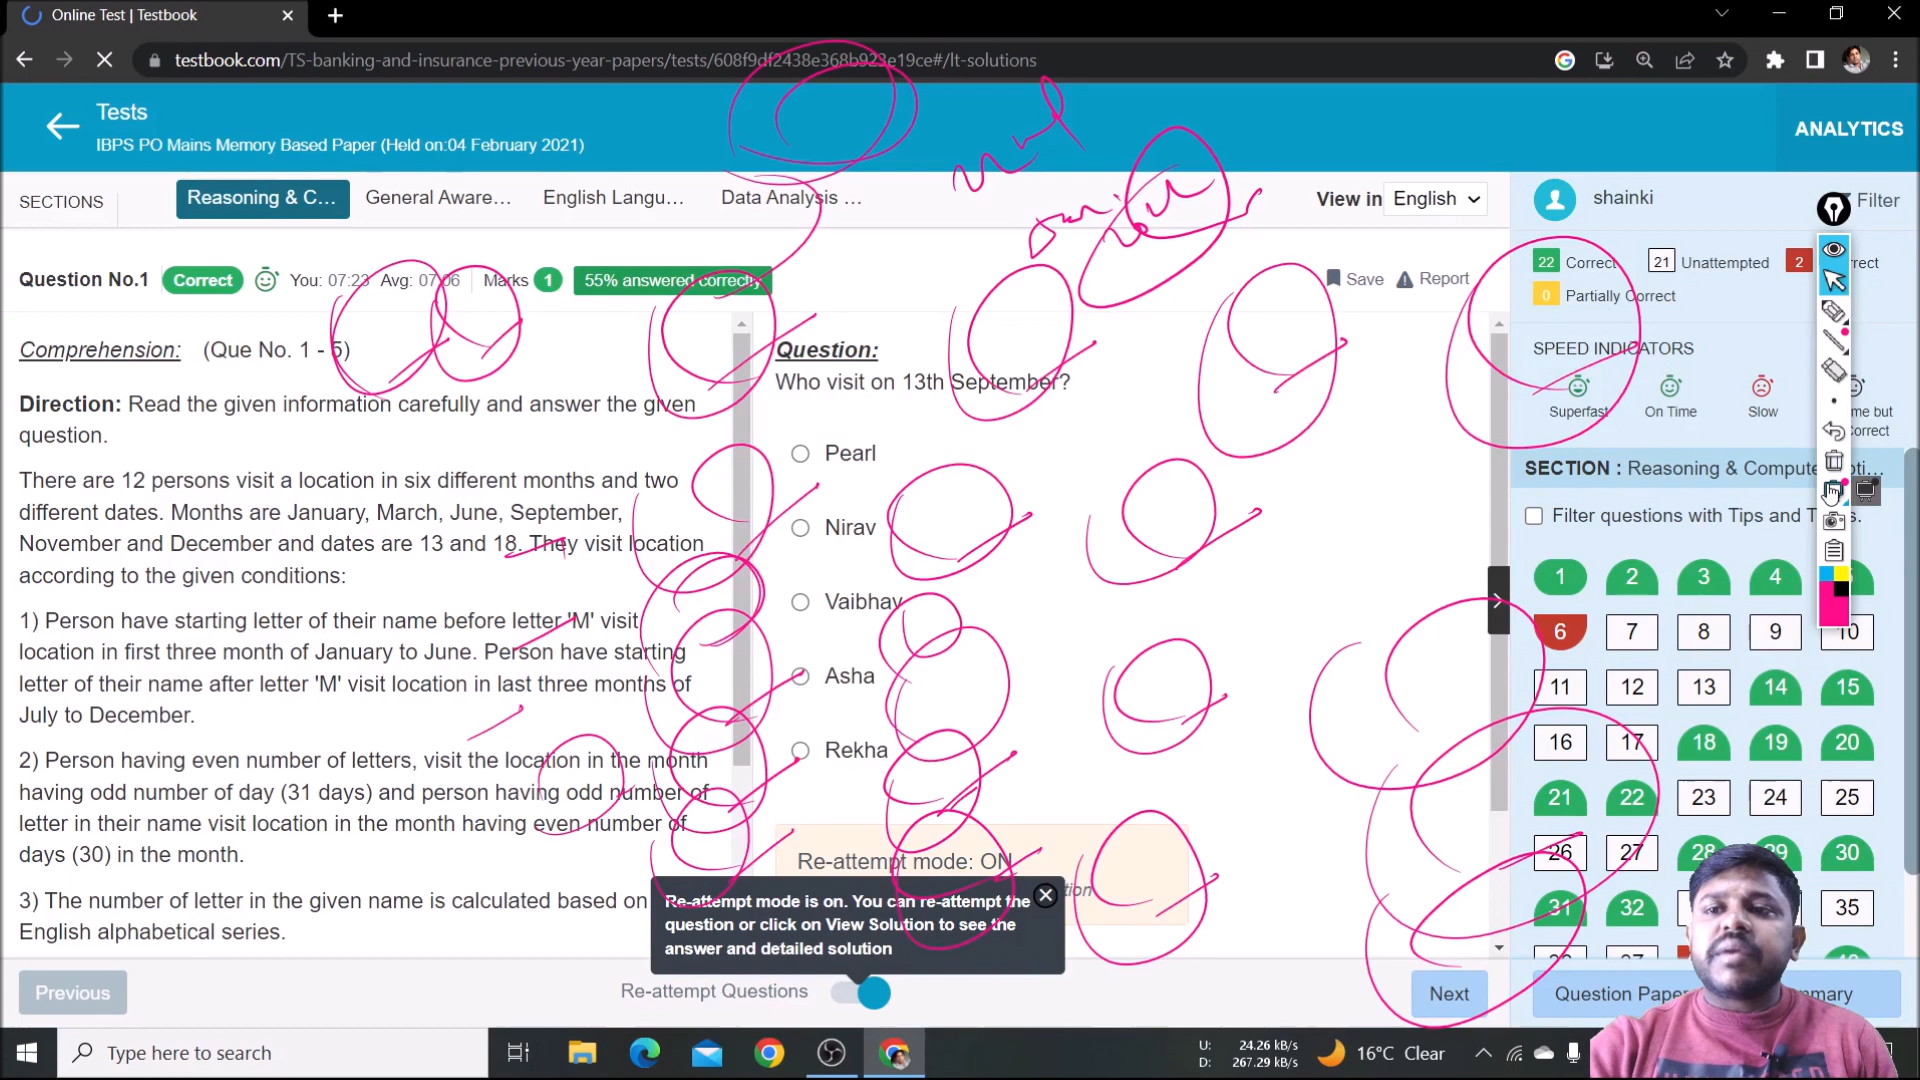 Online Test | Testbook
testbook.com/TS-banking-and-insurance-previous-year-papers/tests/608f9df2438e368b923e19ce#/lt-solutions
Tests
IBPS PO Mains Memory Based Paper (Held on:04 February 2021)
ANALYTICS
SECTIONS
Reasoning & C...
General Aware...
English Langu...
Data Analysis ...
View in
English
shainki
Filter
Question No.1
Correct
You: 07:23 Avg: 07:06
Marks 1
55% answered correctly
Save
Report
22 Correct
21 Unattempted
2
0 Partially Correct
SPEED INDICATORS
Superfast
On Time
Slow
Comprehension: (Que No. 1 - 5)
Direction: Read the given information carefully and answer the given
question.
There are 12 persons visit a location in six different months and two
different dates. Months are January, March, June, September,
November and December and dates are 13 and 18. They visit location
according to the given conditions:
1) Person have starting letter of their name before letter 'M' visit
location in first three month of January to June. Person have starting
letter of their name after letter 'M' visit location in last three months of
July to December.
2) Person having even number of letters, visit the location in the month
having odd number of day (31 days) and person having odd number of
letter in their name visit location in the month having even number of
days (30) in the month.
3) The number of letter in the given name is calculated based on
English alphabetical series.
Question:
Who visit on 13th September?
Pearl
Nirav
Vaibhav
Asha
Rekha
Re-attempt mode: ON
Re-attempt mode is on. You can re-attempt the
question or click on View Solution to see the
answer and detailed solution
SECTION : Reasoning & Compute
Filter questions with Tips and
1 2 3 4
6 7 8 9 10
11 12 13 14 15
16 17 18 19 20
21 22 23 24 25
26 27 28 29 30
31 32 35
Previous
Re-attempt Questions
Next
Question Pape
Type here to search
U: 24.26 kB/s
D: 267.29 kB/s
16°C Clear